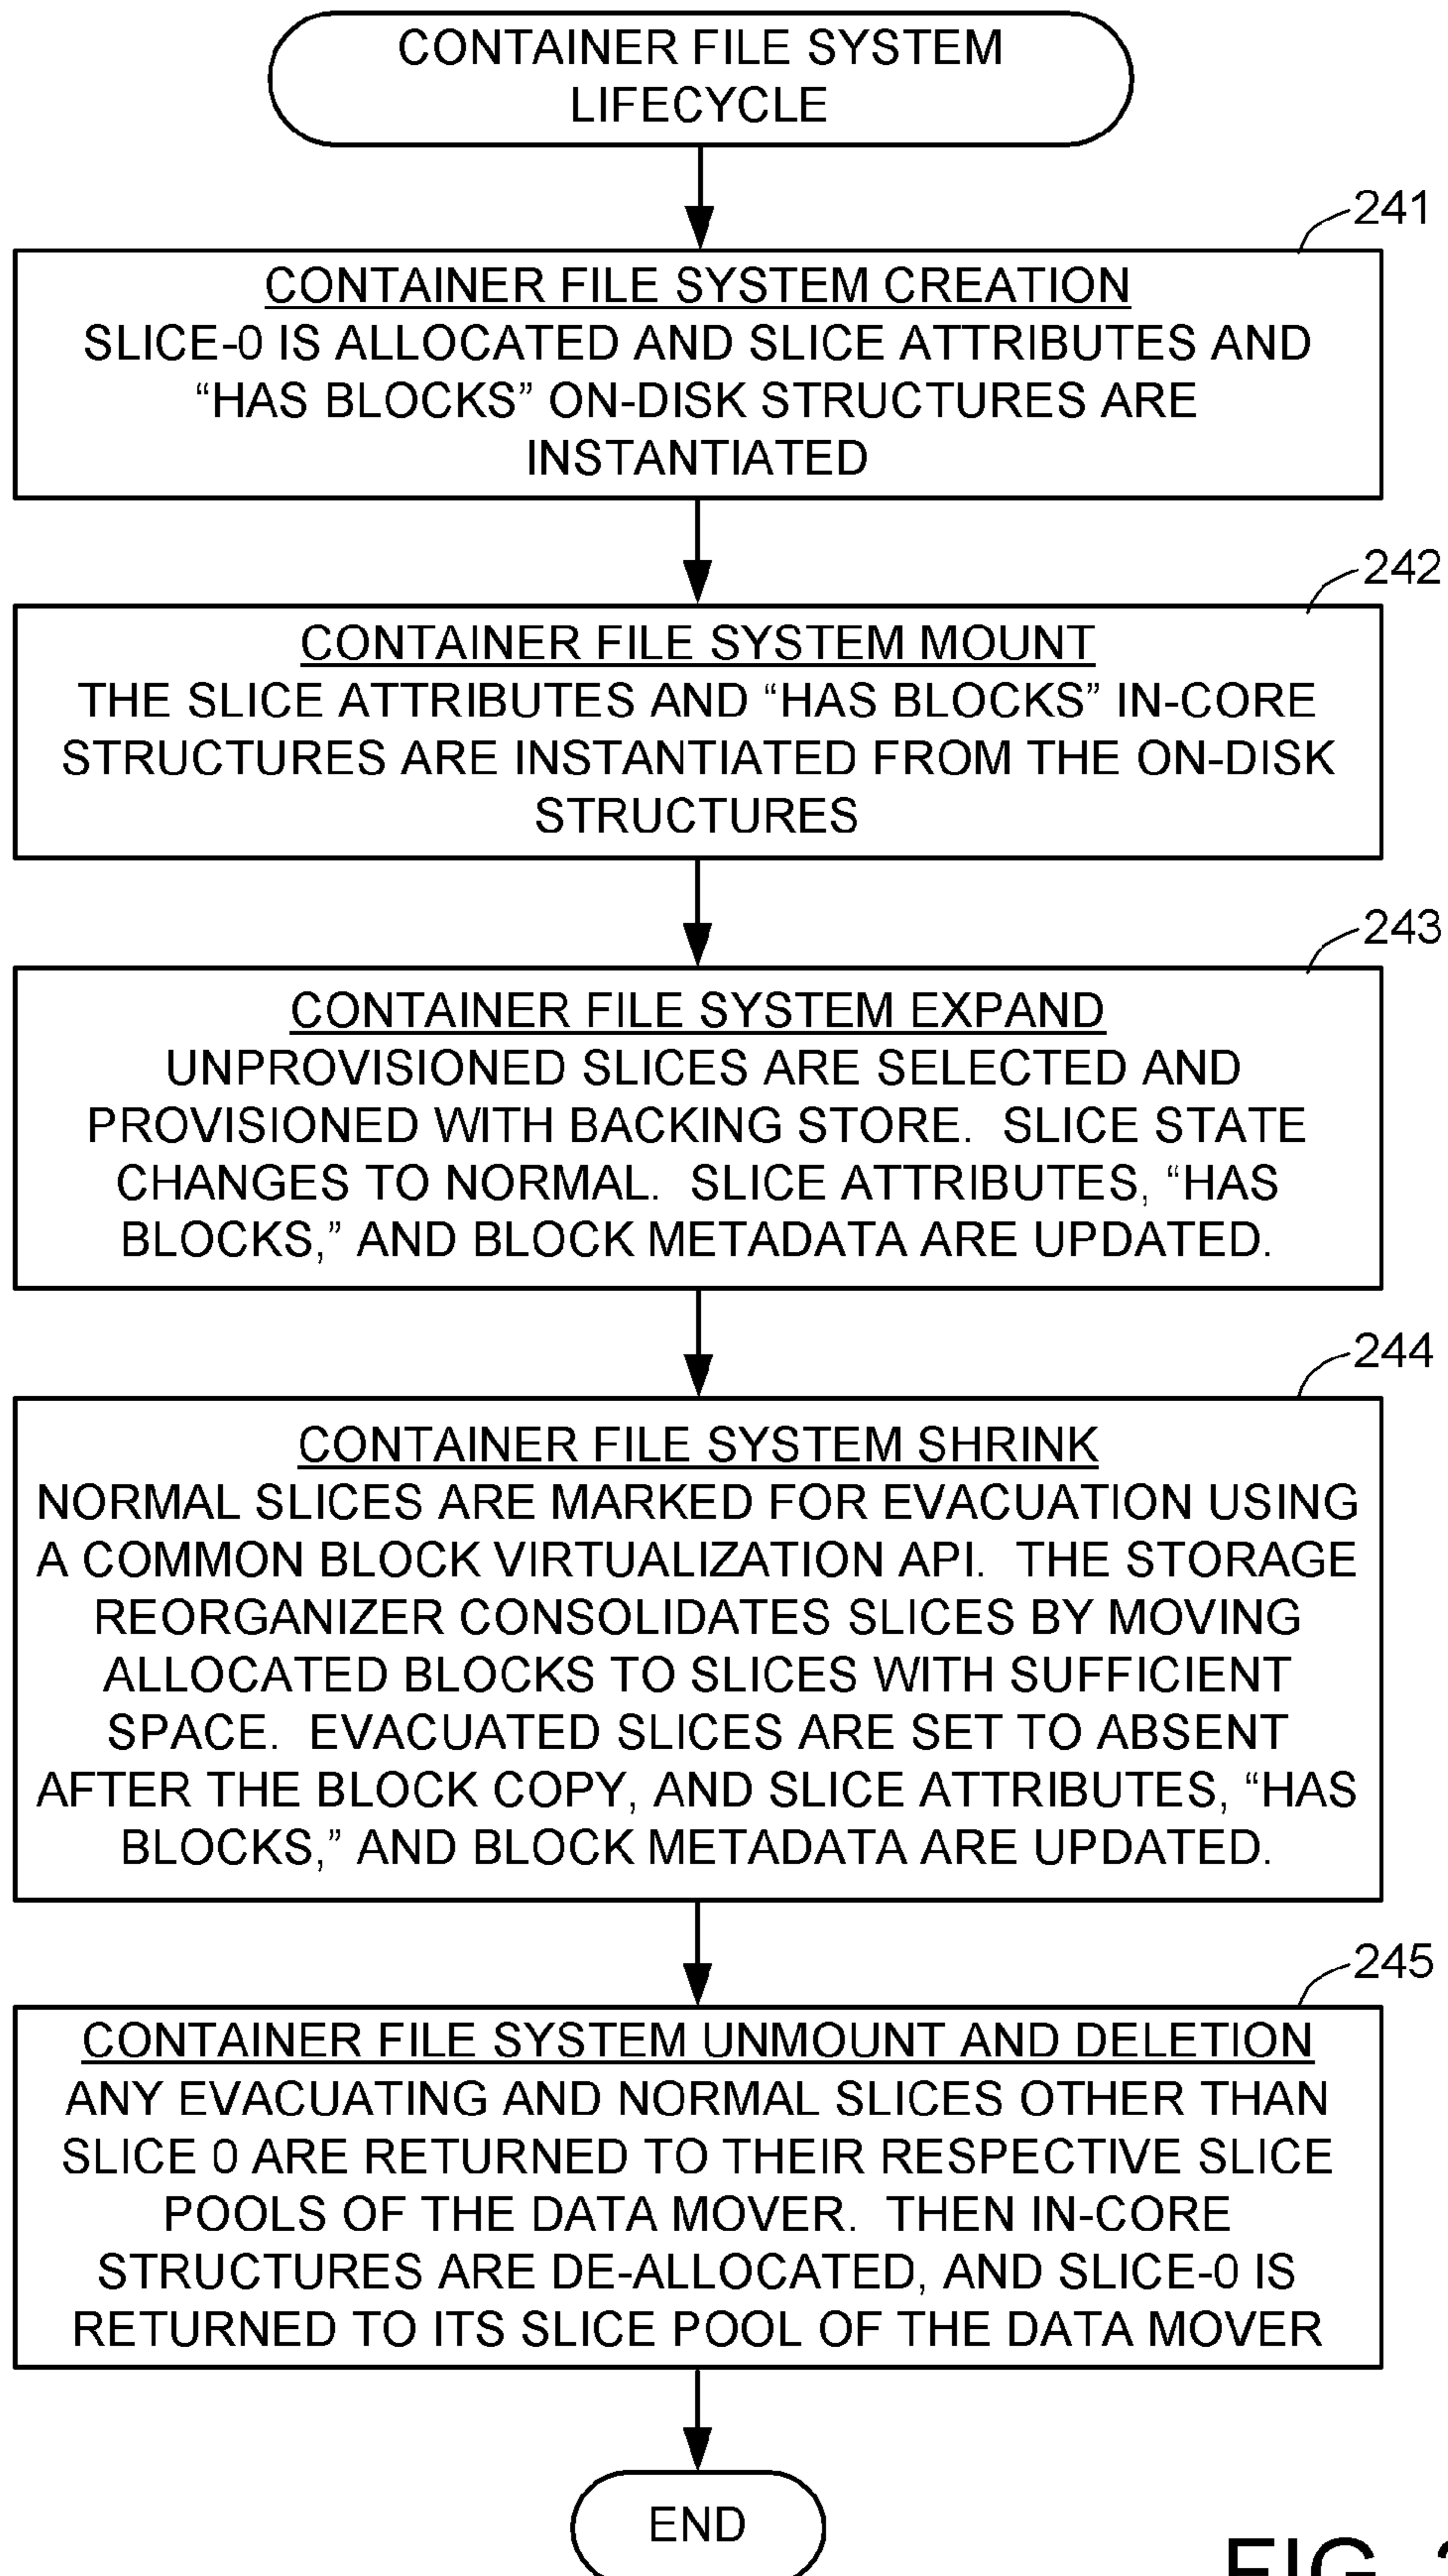 CONTAINER FILE SYSTEM
LIFECYCLE
241
CONTAINER FILE SYSTEM CREATION
SLICE-0 IS ALLOCATED AND SLICE ATTRIBUTES AND
“HAS BLOCKS” ON-DISK STRUCTURES ARE
INSTANTIATED
242
CONTAINER FILE SYSTEM MOUNT
THE SLICE ATTRIBUTES AND “HAS BLOCKS” IN-CORE
STRUCTURES ARE INSTANTIATED FROM THE ON-DISK
STRUCTURES
243
CONTAINER FILE SYSTEM EXPAND
UNPROVISIONED SLICES ARE SELECTED AND
PROVISIONED WITH BACKING STORE. SLICE STATE
CHANGES TO NORMAL. SLICE ATTRIBUTES, “HAS
BLOCKS,” AND BLOCK METADATA ARE UPDATED.
244
CONTAINER FILE SYSTEM SHRINK
NORMAL SLICES ARE MARKED FOR EVACUATION USING
A COMMON BLOCK VIRTUALIZATION API. THE STORAGE
REORGANIZER CONSOLIDATES SLICES BY MOVING
ALLOCATED BLOCKS TO SLICES WITH SUFFICIENT
SPACE. EVACUATED SLICES ARE SET TO ABSENT
AFTER THE BLOCK COPY, AND SLICE ATTRIBUTES, “HAS
BLOCKS,” AND BLOCK METADATA ARE UPDATED.
245
CONTAINER FILE SYSTEM UNMOUNT AND DELETION
ANY EVACUATING AND NORMAL SLICES OTHER THAN
SLICE 0 ARE RETURNED TO THEIR RESPECTIVE SLICE
POOLS OF THE DATA MOVER. THEN IN-CORE
STRUCTURES ARE DE-ALLOCATED, AND SLICE-0 IS
RETURNED TO ITS SLICE POOL OF THE DATA MOVER
END
FIG.